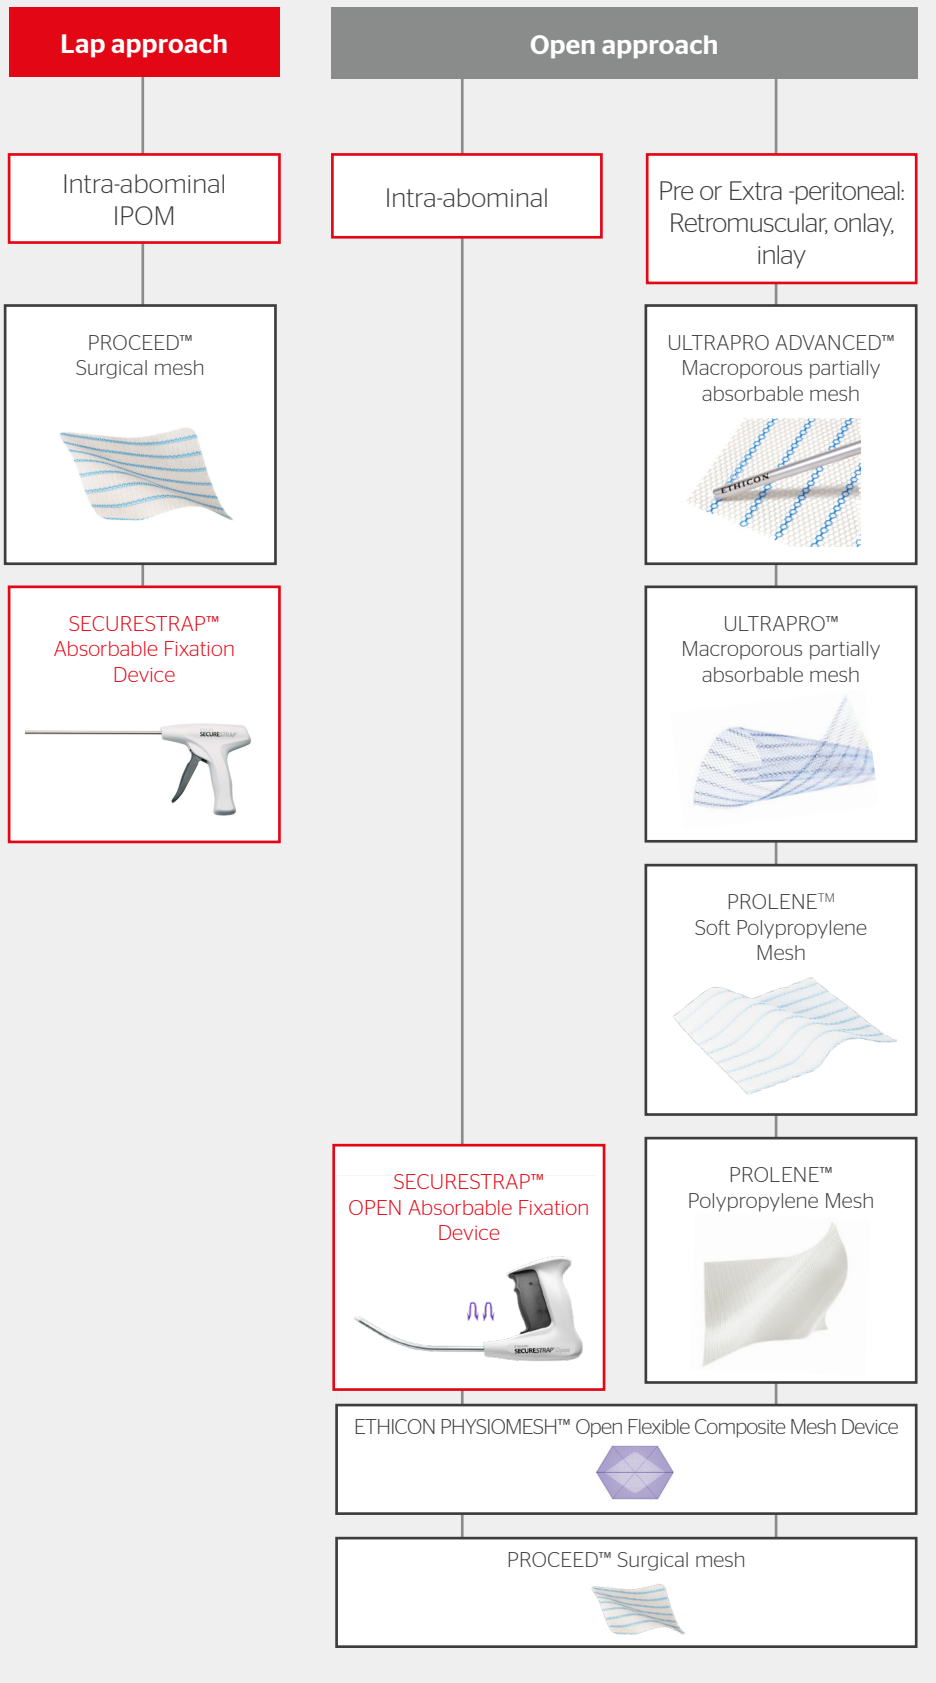 Lap approach
Open approach
Intra-abominal
IPOM
Intra-abominal
Pre or Extra -peritoneal:
Retromuscular, onlay,
inlay
PROCEED™
Surgical mesh
ULTRAPRO ADVANCED™
Macroporous partially
absorbable mesh
ETHICON
SECURESTRAP™
Absorbable Fixation
Device
SECURESTRAP
ULTRAPRO™
Macroporous partially
absorbable mesh
PROLENE™
Soft Polypropylene
Mesh
SECURESTRAP™
OPEN Absorbable Fixation
Device
SECURESTRAP Open
PROLENE™
Polypropylene Mesh
ETHICON PHYSIOMESH™ Open Flexible Composite Mesh Device
PROCEED™ Surgical mesh